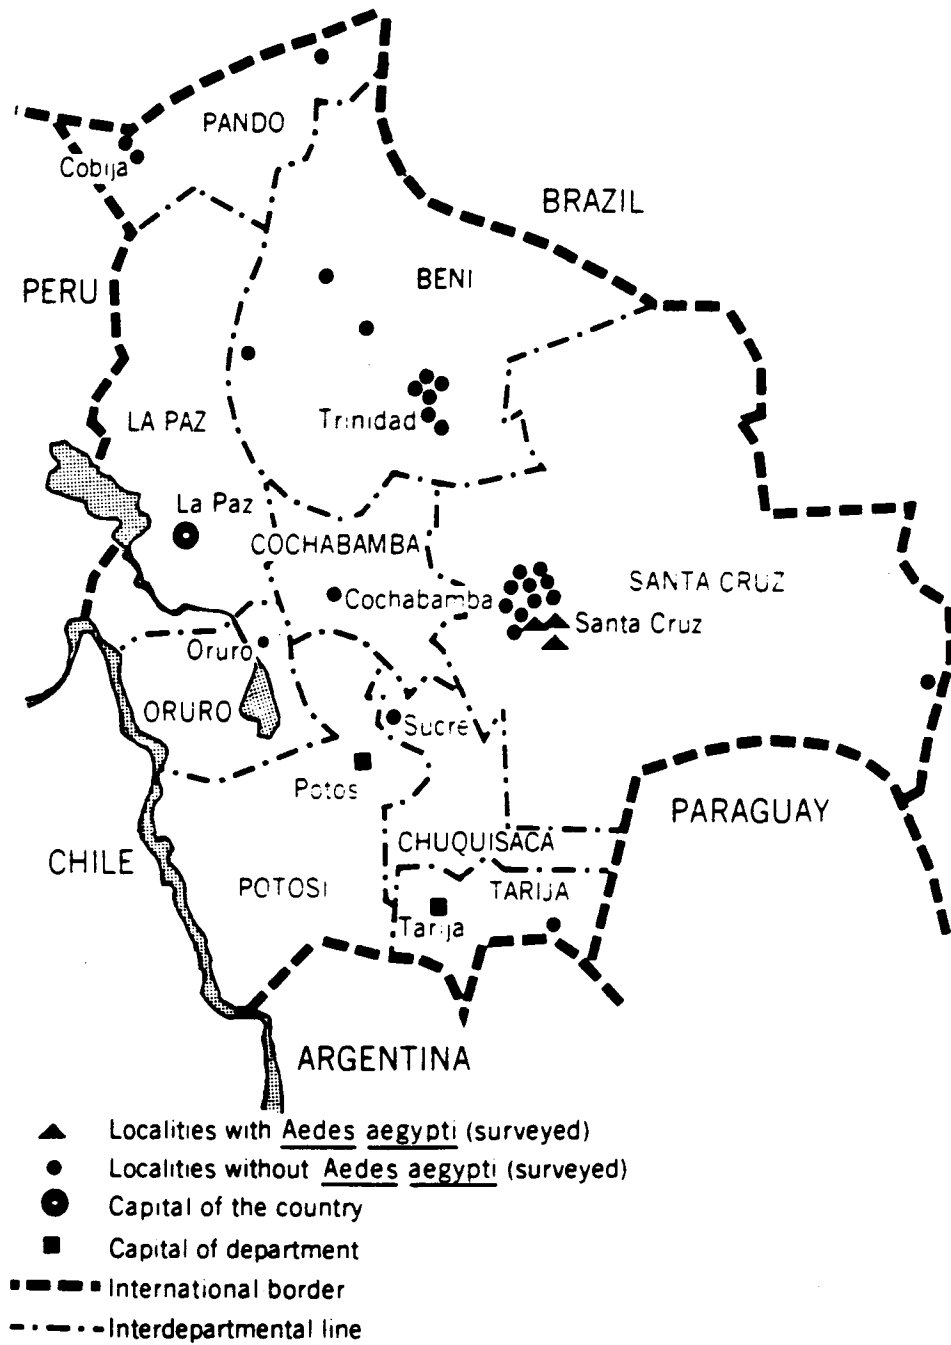 PANDO
Cobija
BRAZIL
BENI
PERU
Trinidad
LA PAZ
La Paz
COCHABAMBA
SANTA CRUZ
Cochabamba
Santa Cruz
Oruro
ORURO
Sucre
Potos
PARAGUAY
CHUQUISACA
CHILE
POTOSI
TARIJA
Tarija
ARGENTINA
Localities with Aedes aegypti (surveyed)
Localities without Aedes aegypti (surveyed)
Capital of the country
Capital of department
International border
Interdepartmental line